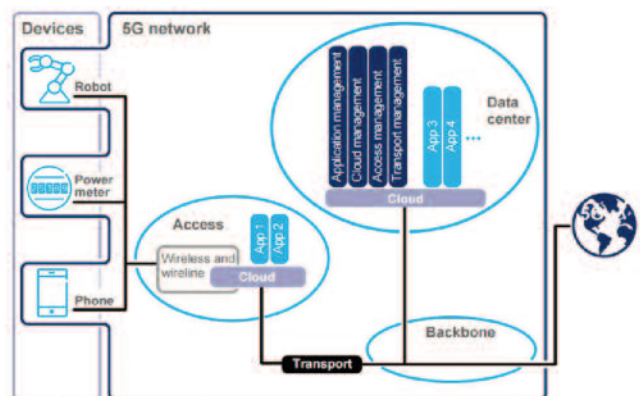 Devices
5G network
Robot
Power
meter
Phone
Access
Wireless and
wireline
App 1
App 2
Cloud
Application management
Cloud management
Access management
Transport management
App 3
App 4
...
Data
center
Cloud
Transport
Backbone
5G